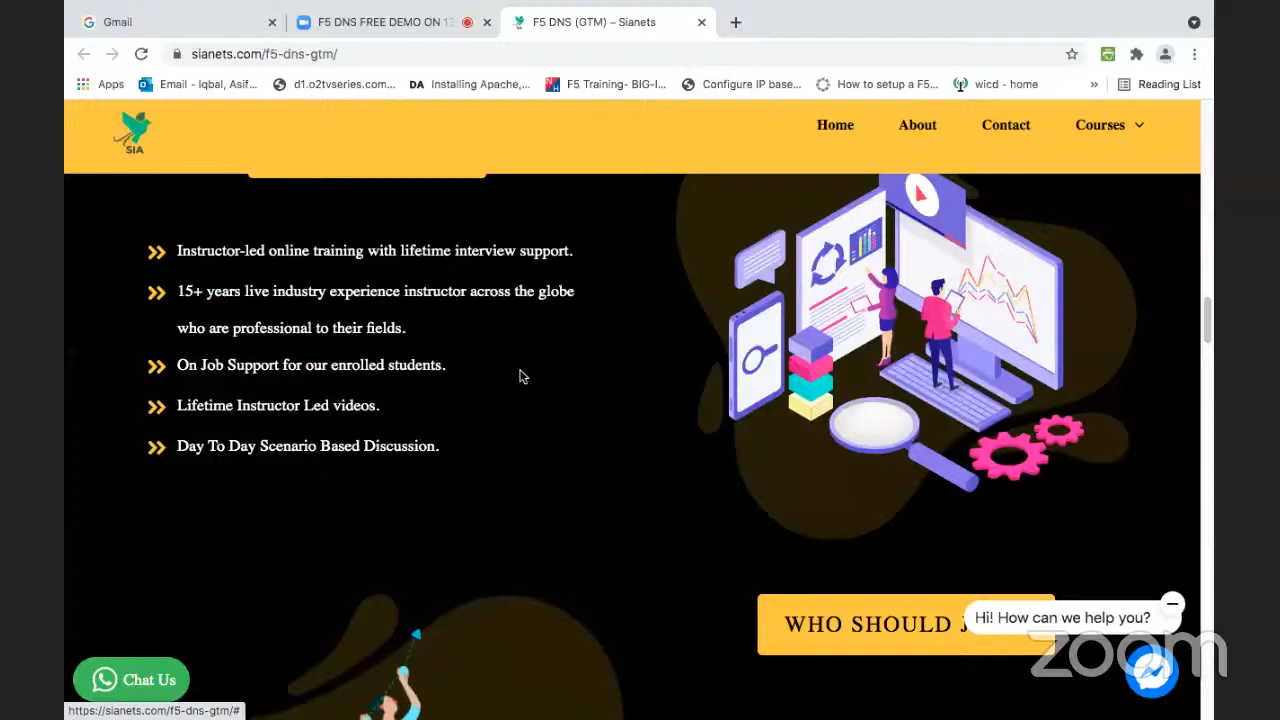 Gmail
F5 DNS FREE DEMO ON 13
F5 DNS (GTM) – Sianets
sianets.com/f5-dns-gtm/
Apps
Email - Iqbal, Asif...
d1.o2tvseries.com...
DA
Installing Apache,...
F5 Training- BIG-I...
Configure IP base...
How to setup a F5...
wicd - home
»
Reading List
SIA
Home
About
Contact
Courses
Instructor-led online training with lifetime interview support.
15+ years live industry experience instructor across the globe
who are professional to their fields.
On Job Support for our enrolled students.
Lifetime Instructor Led videos.
Day To Day Scenario Based Discussion.
WHO SHOULD
Hi! How can we help you?
zoom
Chat Us
https://sianets.com/f5-dns-gtm/#